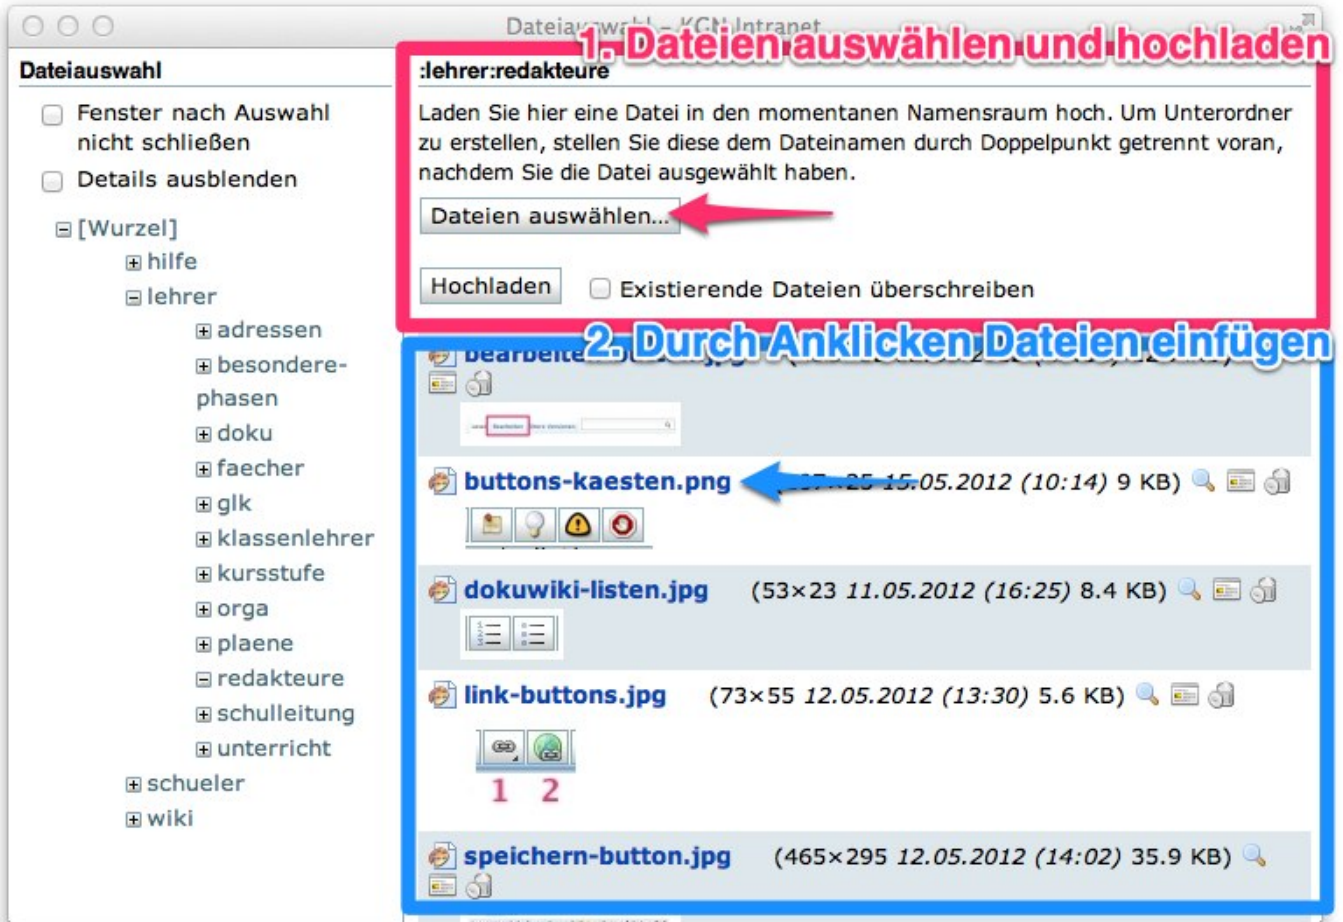 Dateiauswahl – KCN Intranet
1. Dateien auswählen und hochladen
Dateiauswahl
Fenster nach Auswahl
nicht schließen
Details ausblenden
[Wurzel]
hilfe
lehrer
adressen
besondere-
phasen
doku
faecher
glk
klassenlehrer
kursstufe
orga
plaene
redakteure
schulleitung
unterricht
schueler
wiki
:lehrer:redakteure
Laden Sie hier eine Datei in den momentanen Namensraum hoch. Um Unterordner
zu erstellen, stellen Sie diese dem Dateinamen durch Doppelpunkt getrennt voran,
nachdem Sie die Datei ausgewählt haben.
Dateien auswählen...
Hochladen
Existierende Dateien überschreiben
2. Durch Anklicken Dateien einfügen
buttons-kaesten.png 15.05.2012 (10:14) 9 KB)
dokuwiki-listen.jpg (53×23 11.05.2012 (16:25) 8.4 KB)
link-buttons.jpg (73×55 12.05.2012 (13:30) 5.6 KB)
1 2
speichern-button.jpg (465×295 12.05.2012 (14:02) 35.9 KB)